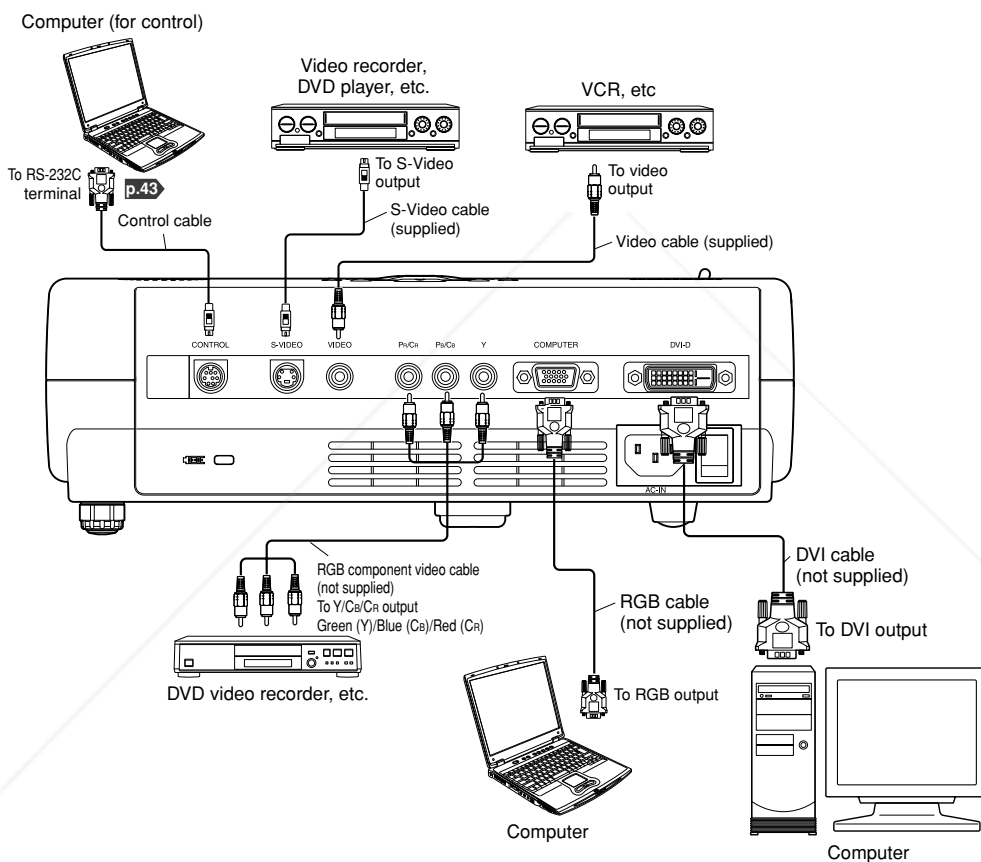 Computer (for control)
Video recorder,
DVD player, etc.
VCR, etc
To RS-232C
terminal
p.43
To S-Video
output
To video
output
Control cable
S-Video cable
(supplied)
Video cable (supplied)
CONTROL
S-VIDEO
VIDEO
PR/CR
PB/CB
Y
COMPUTER
DVI-D
AC-IN
RGB component video cable
(not supplied)
To Y/CB/CR output
Green (Y)/Blue (CB)/Red (CR)
DVD video recorder, etc.
RGB cable
(not supplied)
To RGB output
Computer
DVI cable
(not supplied)
To DVI output
Computer